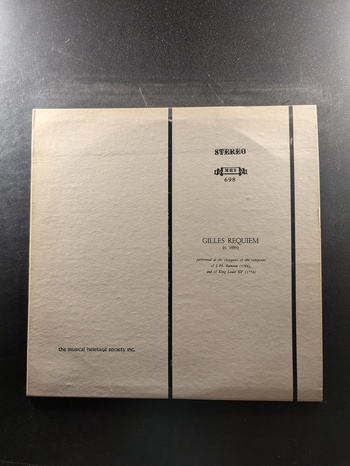 STEREO
MHS
698
GILLES REQUIEM
(c. 1696)
performed at the obsequies of the composer
of J.-Ph. Rameau (1764),
and of King Louis XV (1774)
the musical heritage society inc.